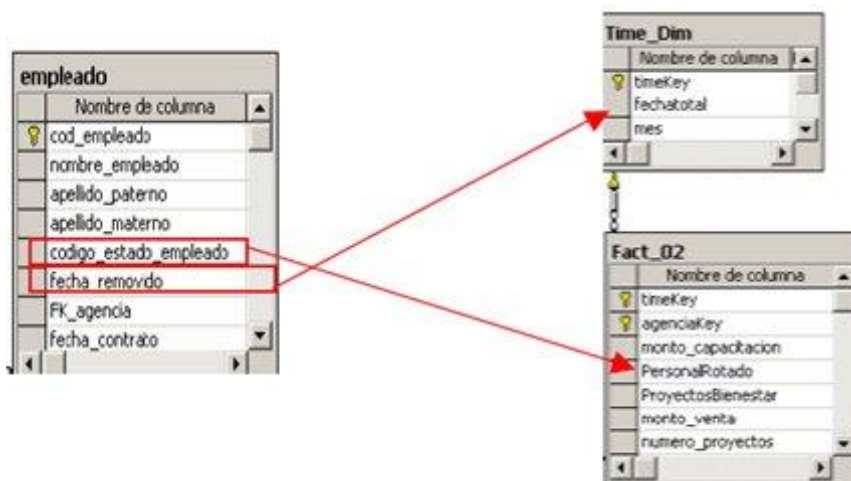 empleado
Nombre de columna
cod_empleado
nombre_empleado
apellido_paterno
apellido_materno
codigo_estado_empleado
fecha_removido
FK_agencia
fecha_contrato
Time_Dim
Nombre de columna
timeKey
fechatotal
mes
Fact_02
Nombre de columna
timeKey
agenciaKey
monto_capacitacion
PersonalRotado
ProyectosBienestar
monto_venta
numero_proyectos